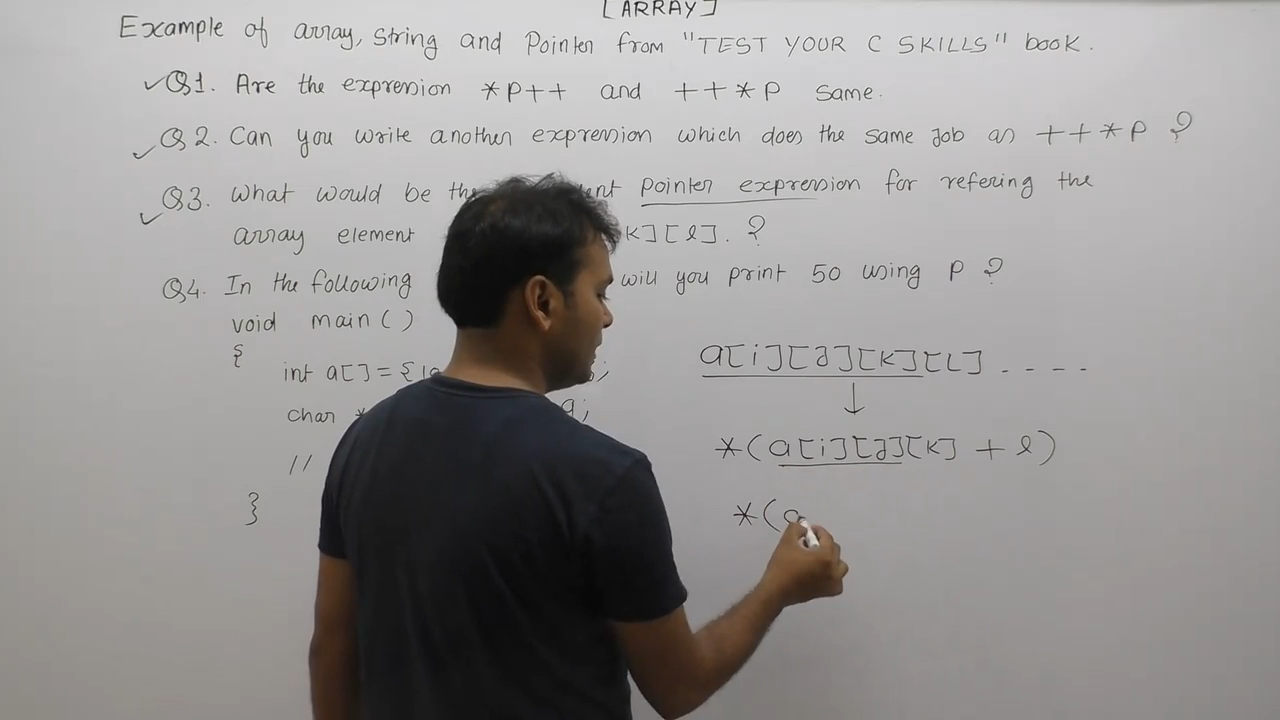 [ARRAY]
Example of array, string and Pointer from "TEST YOUR C SKILLS" book.
Q1. Are the expression *P++ and ++*P same.
Q2. Can you write another expression which does the same job as ++*P ?
Q3. What would be the pointer expression for refering the
array element k][l]. ?
Q4. In the following will you print 50 using P ?
void main()
{
int a[]={
char *
//
}
a[i][j][k][l] ....
↓
*(a[i][j][k] + l)
*(a